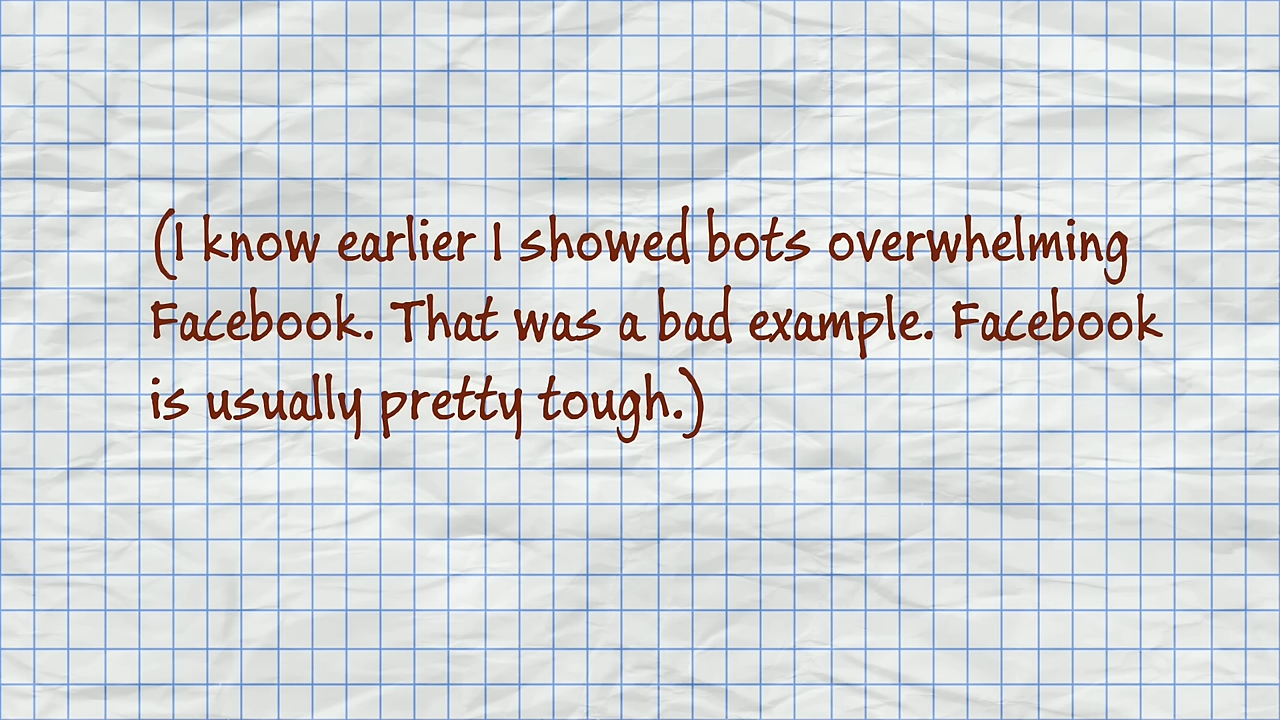 (I know earlier I showed bots overwhelming
Facebook. That was a bad example. Facebook
is usually pretty tough.)